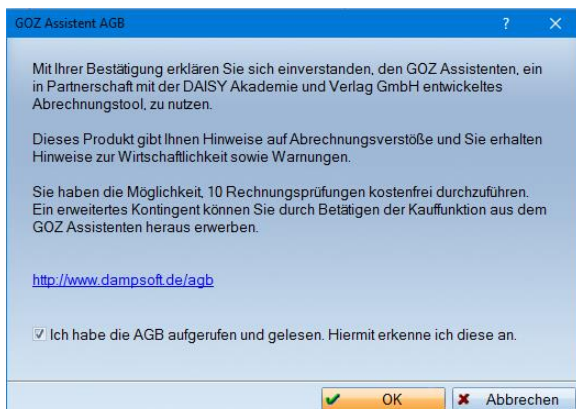 GOZ Assistent AGB
Mit Ihrer Bestätigung erklären Sie sich einverstanden, den GOZ Assistenten, ein
in Partnerschaft mit der DAISY Akademie und Verlag GmbH entwickeltes
Abrechnungstool, zu nutzen.
Dieses Produkt gibt Ihnen Hinweise auf Abrechnungsverstöße und Sie erhalten
Hinweise zur Wirtschaftlichkeit sowie Warnungen.
Sie haben die Möglichkeit, 10 Rechnungsprüfungen kostenfrei durchzuführen.
Ein erweitertes Kontingent können Sie durch Betätigen der Kauffunktion aus dem
GOZ Assistenten heraus erwerben.
http://www.dampsoft.de/agb
Ich habe die AGB aufgerufen und gelesen. Hiermit erkenne ich diese an.
OK Abbrechen